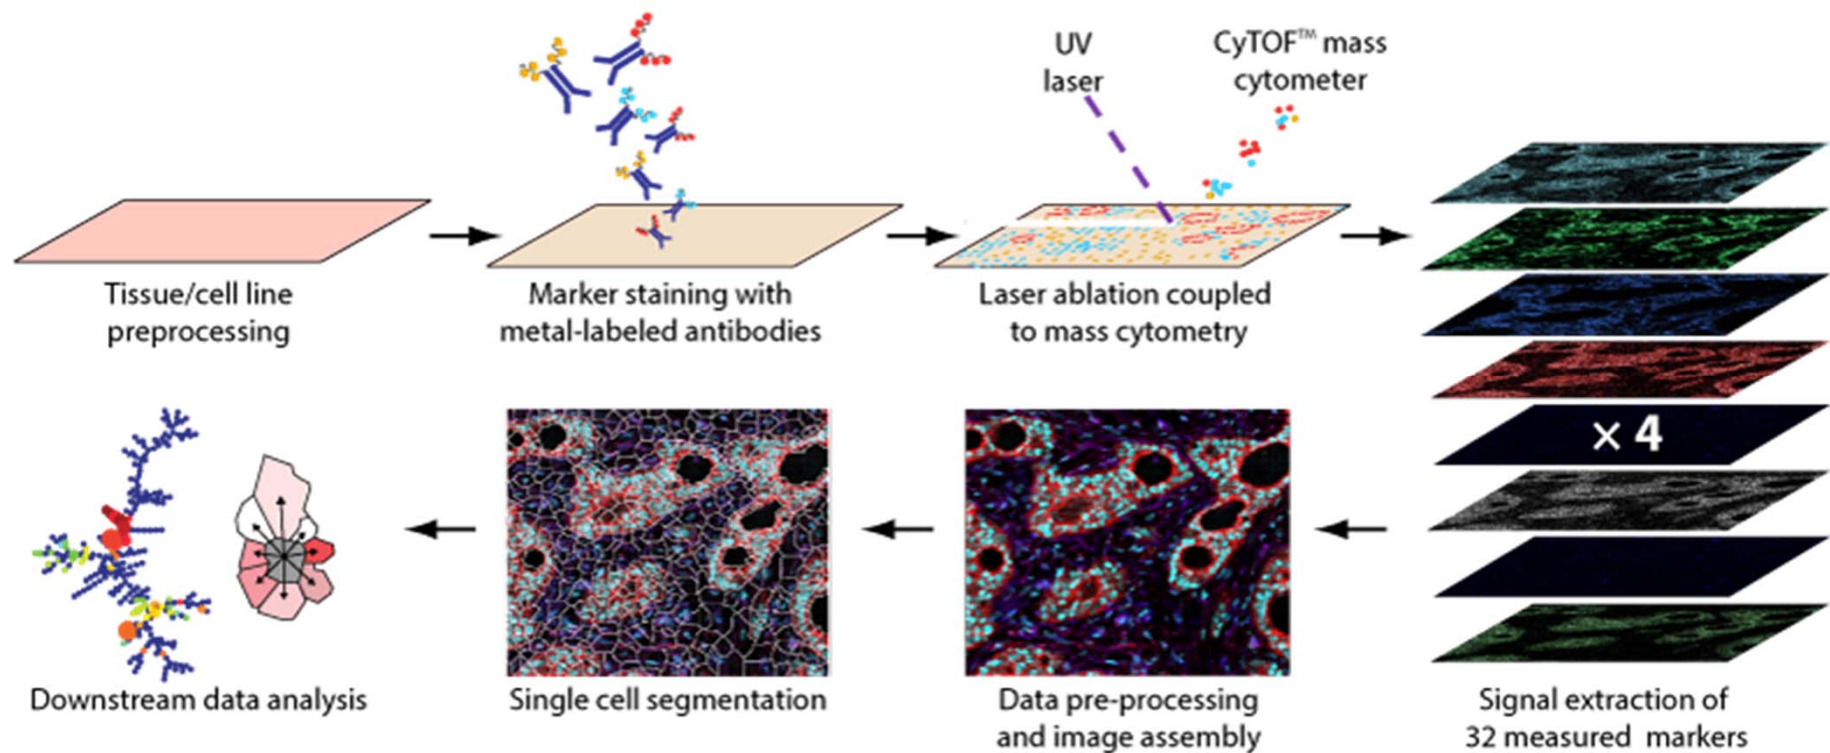 UV
laser
CyTOF™ mass
cytometer
Tissue/cell line
preprocessing
Marker staining with
metal-labeled antibodies
Laser ablation coupled
to mass cytometry
× 4
Signal extraction of
32 measured markers
Data pre-processing
and image assembly
Single cell segmentation
Downstream data analysis